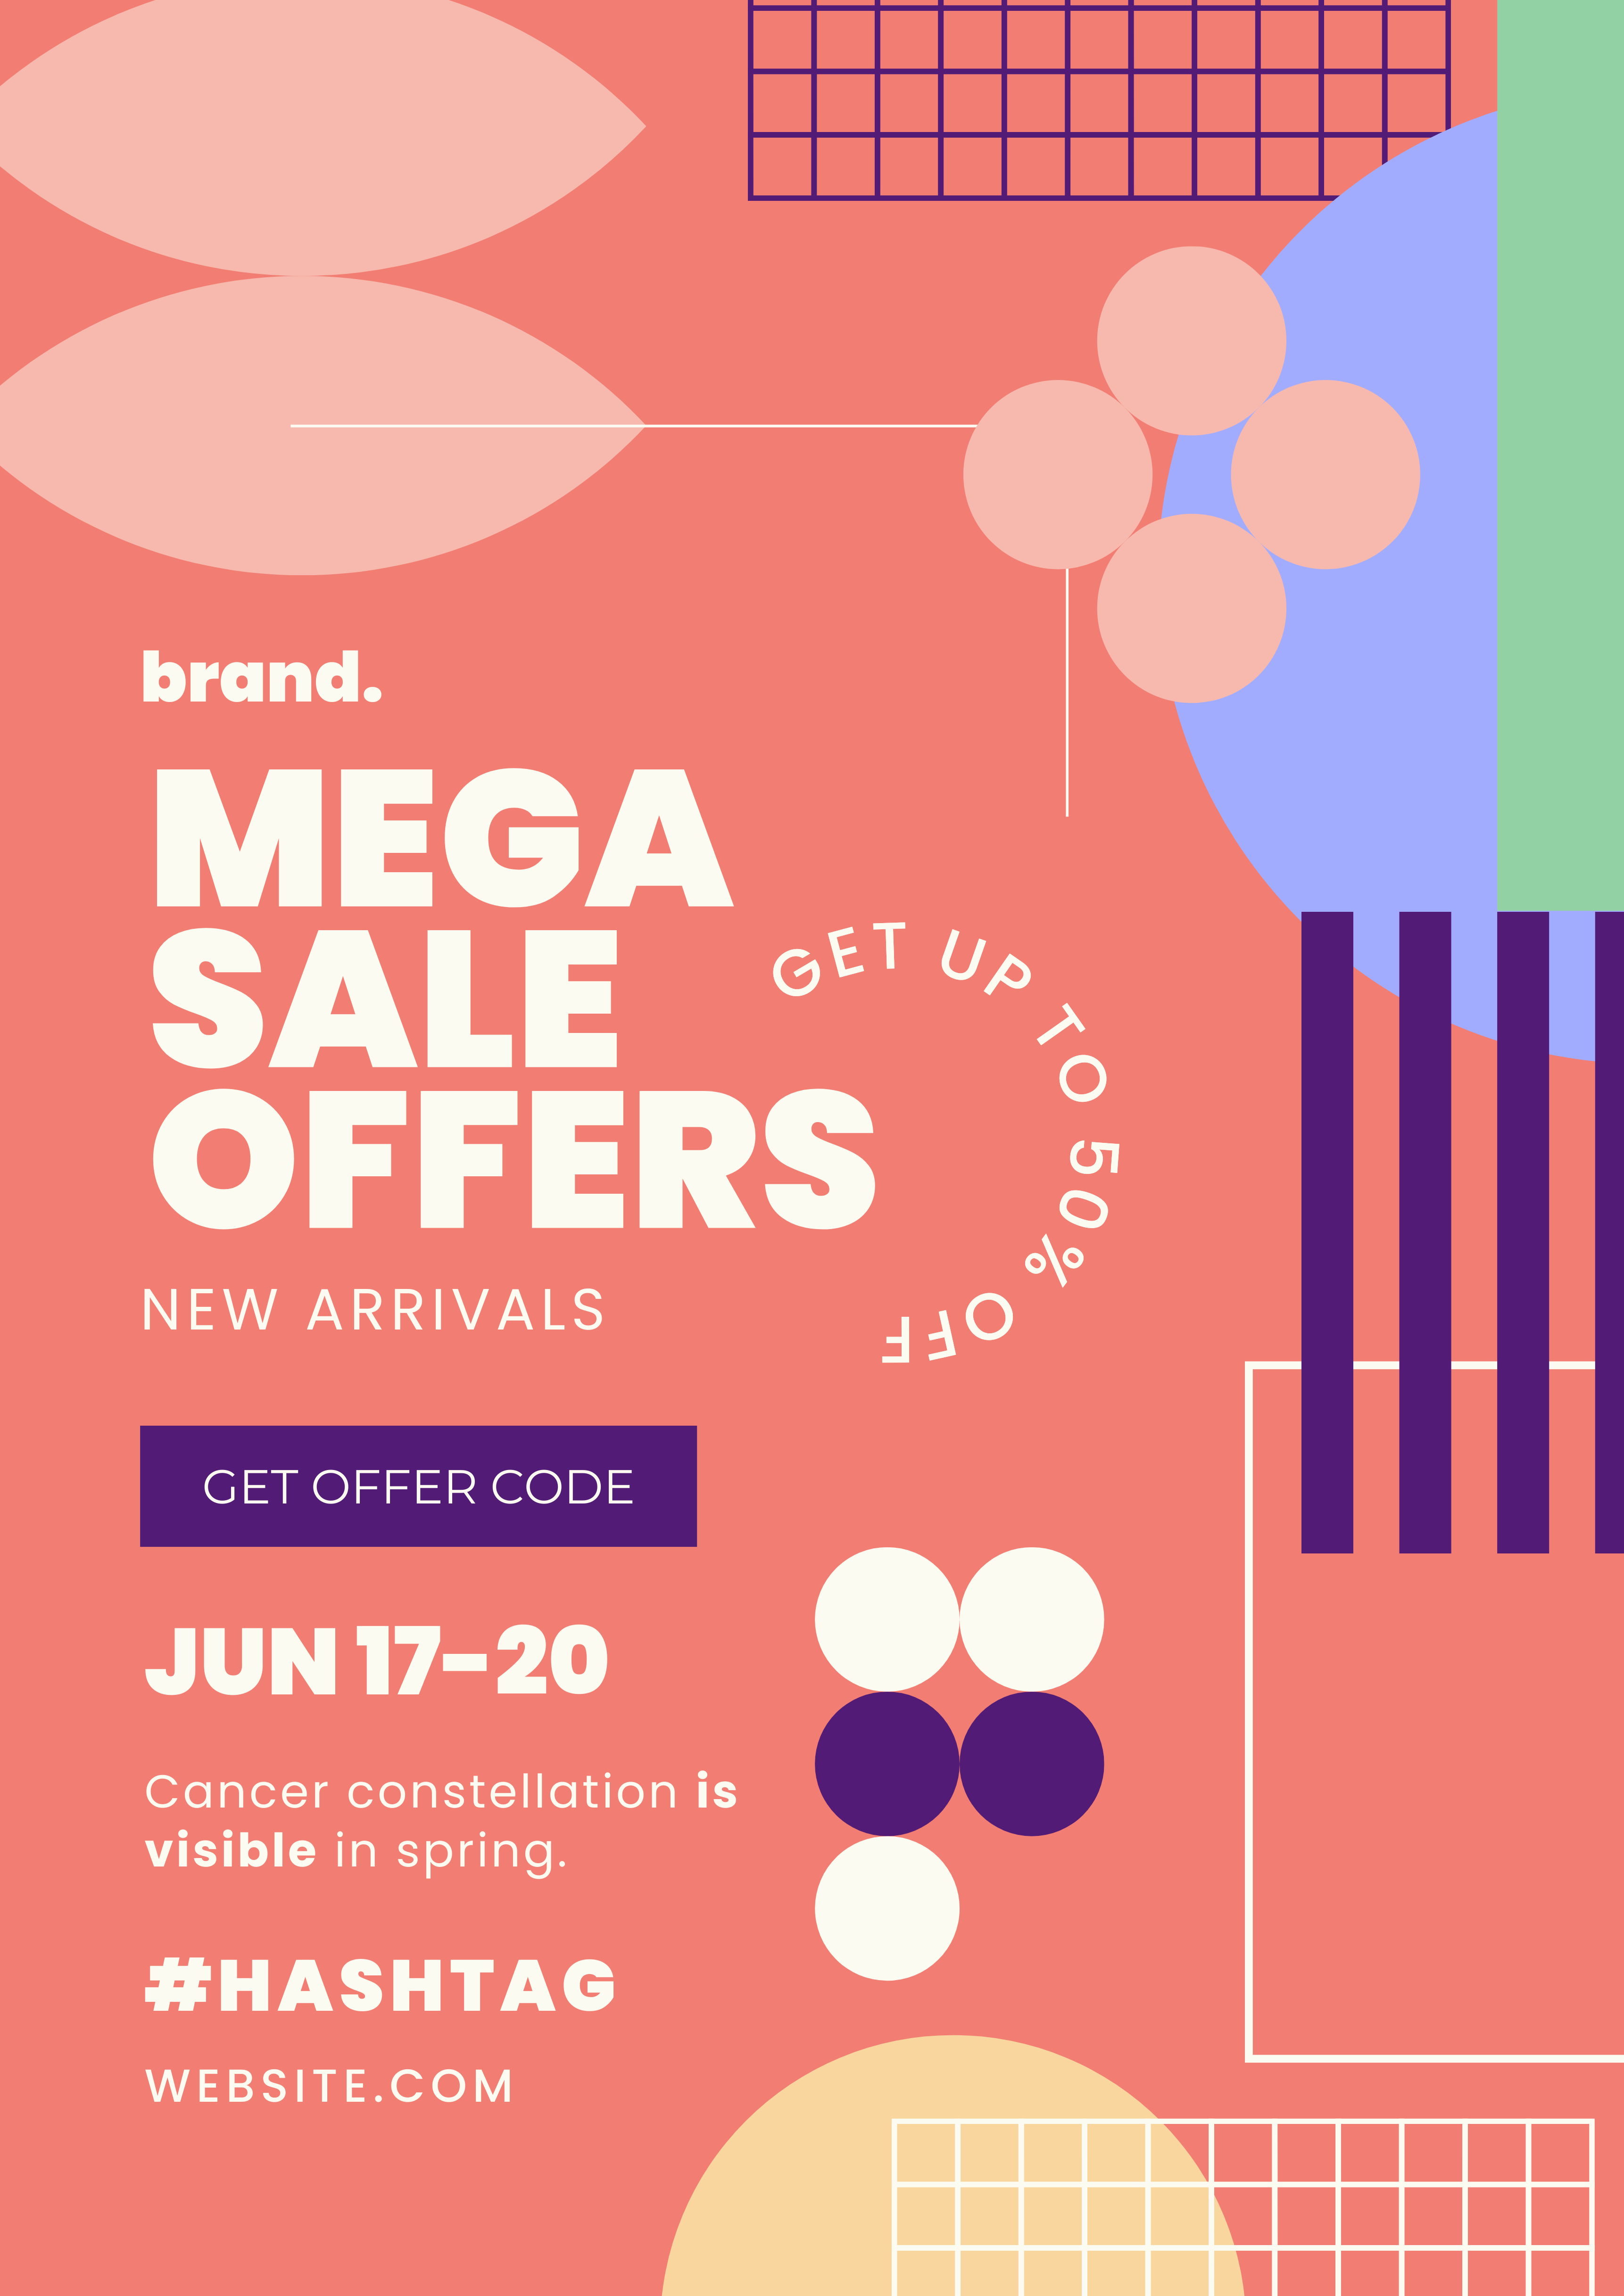 brand.
MEGA
SALE
OFFERS
GET UP TO 50% OFF
NEW ARRIVALS
GET OFFER CODE
JUN 17-20
Cancer constellation is
visible in spring.
#HASHTAG
WEBSITE.COM